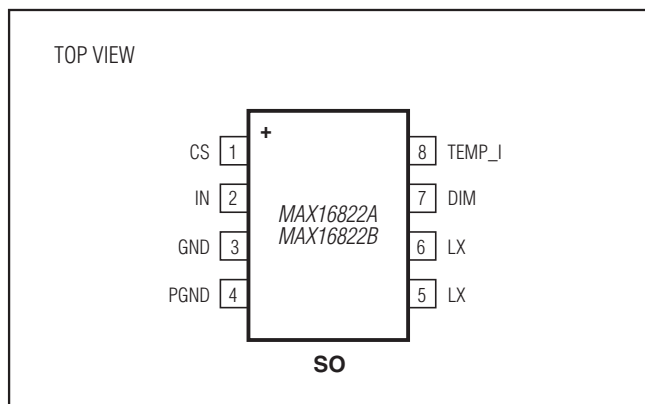 TOP VIEW
+
CS 1
8 TEMP_I
IN 2
7 DIM
MAX16822A
MAX16822B
GND 3
6 LX
PGND 4
5 LX
SO